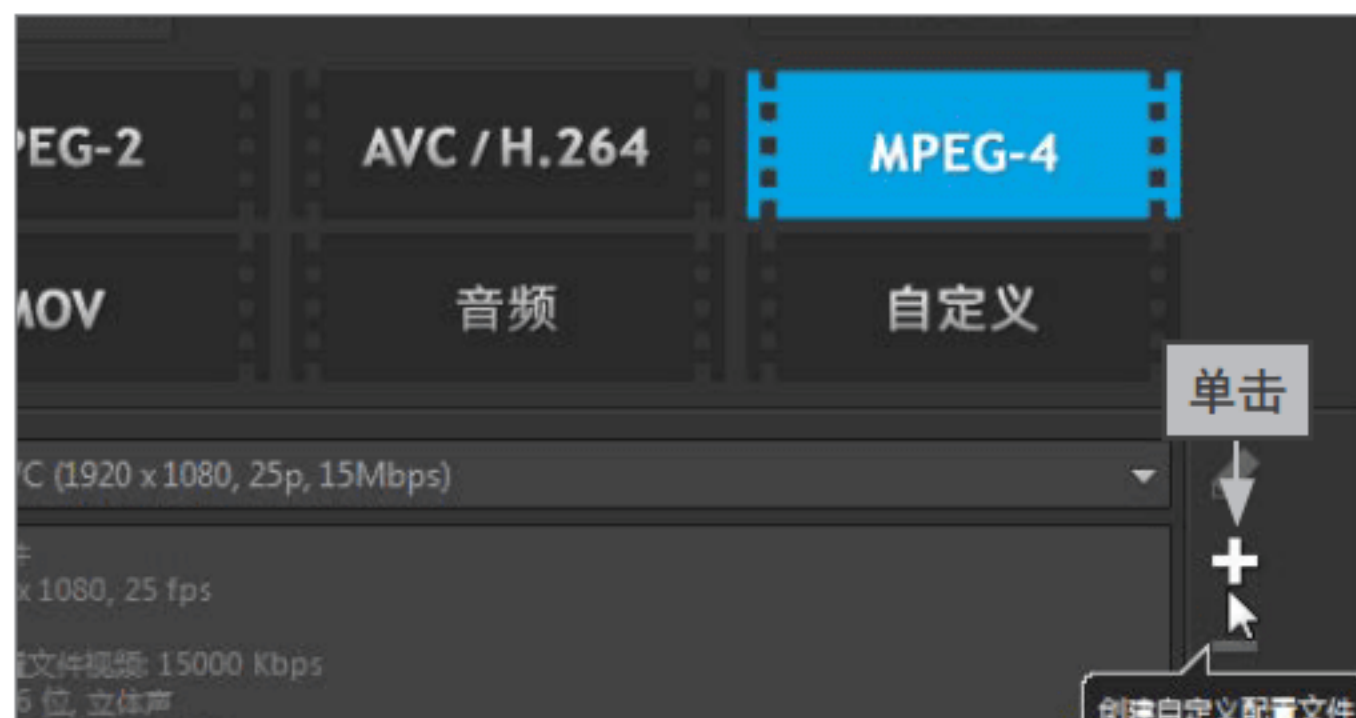 PEG-2 AVC / H.264 MPEG-4
MOV 音频 自定义
单击
VC (1920 x 1080, 25p, 15Mbps)
x 1080, 25 fps
文件视频: 15000 Kbps
6 位, 立体声
创建自定义配置文件